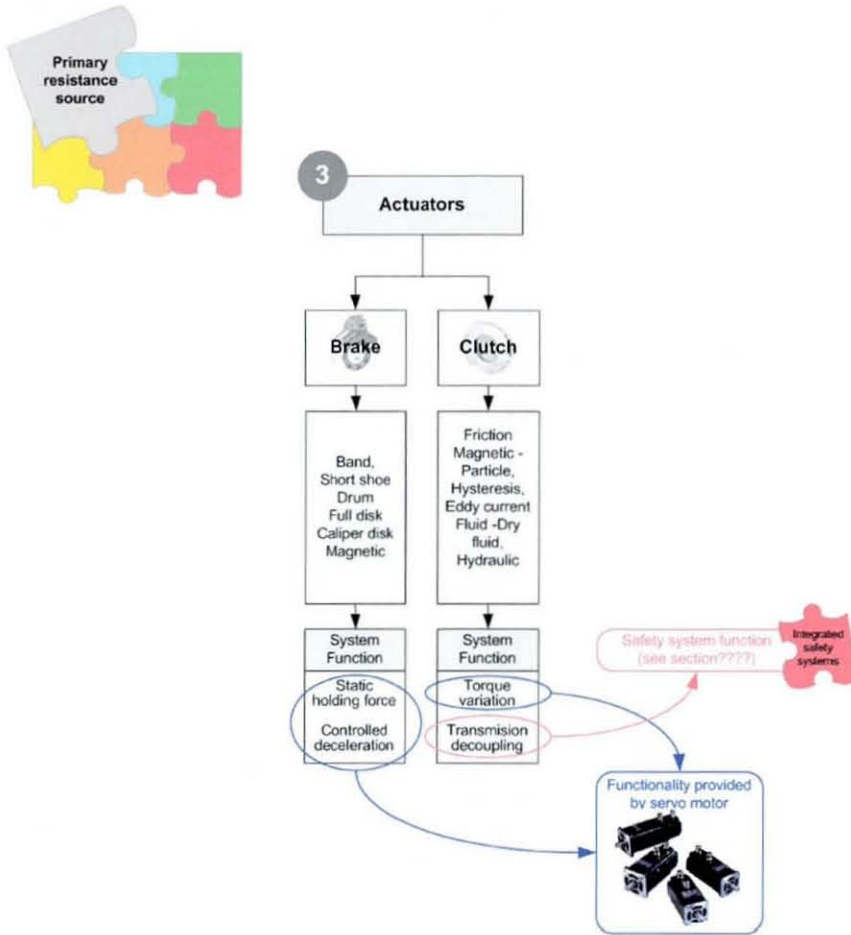 Primary
resistance
source
3
Actuators
Brake
Clutch
Band,
Short shoe
Drum
Full disk
Caliper disk
Magnetic
Friction
Magnetic -
Particle,
Hysteresis,
Eddy current
Fluid -Dry
fluid,
Hydraulic
System
Function
Static
holding force
Controlled
deceleration
System
Function
Torque
variation
Transmision
decoupling
Safety system function
(see section????)
Integrated
safety
systems
Functionality provided
by servo motor